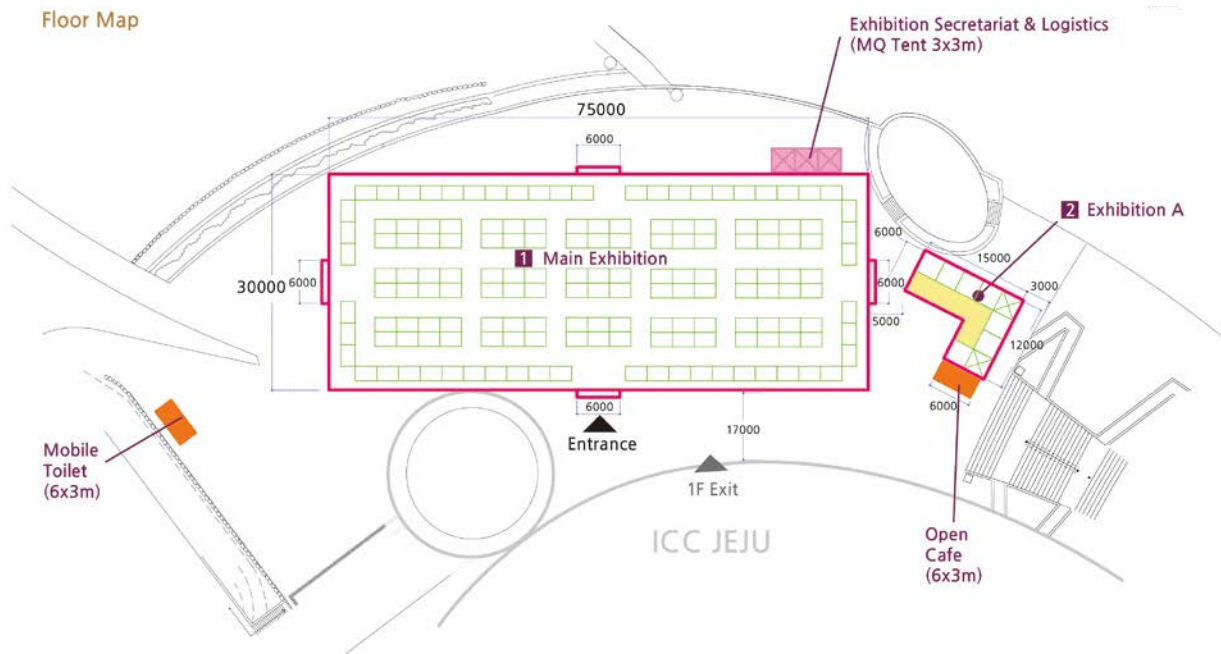 Floor Map
Exhibition Secretariat & Logistics
(MQ Tent 3x3m)
75000
6000
2 Exhibition A
6000
15000
1 Main Exhibition
30000
6000
6000
3000
5000
12000
6000
6000
Entrance
17000
1F Exit
Mobile
Toilet
(6x3m)
ICC JEJU
Open
Cafe
(6x3m)